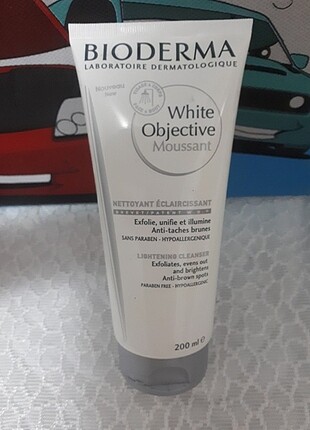 BIODERMA
LABORATOIRE DERMATOLOGIQUE
White
Objective
Moussant
NETTOYANT ÉCLAIRCISSANT
Exfolie, unifie et illumine
Anti-taches brunes
SANS PARABEN - HYPOALLERGENIQUE
LIGHTENING CLEANSER
Exfoliates, evens out
and brightens
Anti-brown spots
PARABEN FREE - HYPOALLERGENIC
200 ml e